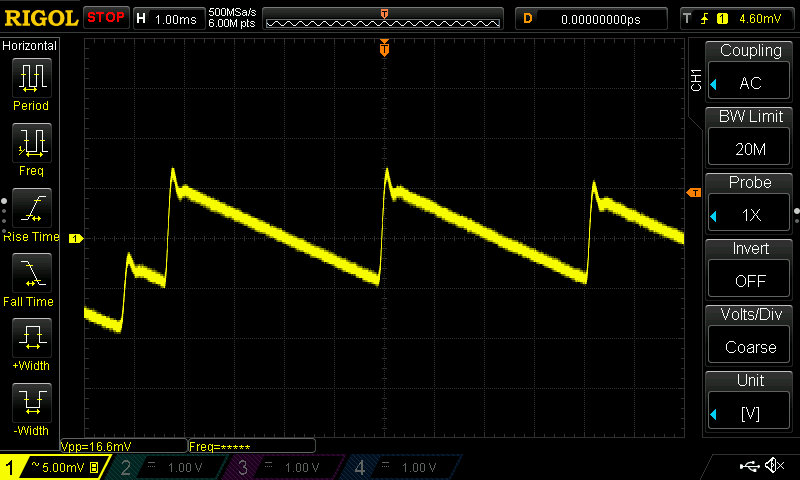 RIGOL STOP H 1.00ms 500MSa/s 6.00M pts T D 0.00000000ps T 1 4.60mV
Horizontal
Period
Freq
Rise Time
Fall Time
+Width
-Width
T
T
1
CH1
Coupling
AC
BW Limit
20M
Probe
1X
Invert
OFF
Volts/Div
Coarse
Unit
[V]
Vpp=16.6mV Freq=*****
1 ~ 5.00mV B 2 1.00 V 3 1.00 V 4 1.00 V